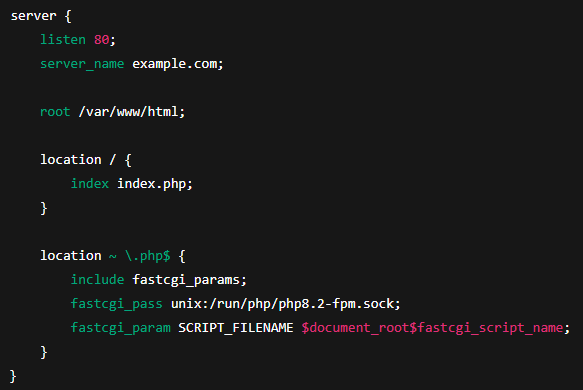 server {
    listen 80;
    server_name example.com;

    root /var/www/html;

    location / {
        index index.php;
    }

    location ~ \.php$ {
        include fastcgi_params;
        fastcgi_pass unix:/run/php/php8.2-fpm.sock;
        fastcgi_param SCRIPT_FILENAME $document_root$fastcgi_script_name;
    }
}